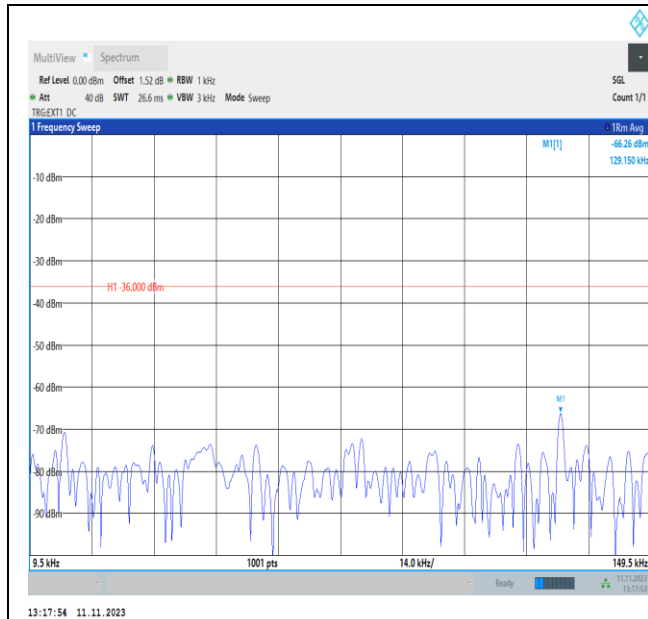 MultiView Spectrum
Ref Level 0.00 dBm Offset 1.52 dB RBW 1 kHz SGL
Att 40 dB SWT 26.6 ms VBW 3 kHz Mode Sweep Count 1/1
TRG:EXT1 DC
1 Frequency Sweep 1Rm Avg
M1[1] -66.26 dBm
129.150 kHz
-10 dBm
-20 dBm
-30 dBm
H1 -36.000 dBm
-40 dBm
-50 dBm
-60 dBm
M1
-70 dBm
-80 dBm
-90 dBm
9.5 kHz 1001 pts 14.0 kHz/ 149.5 kHz
Ready 11.11.2023
13:17:53
13:17:54 11.11.2023